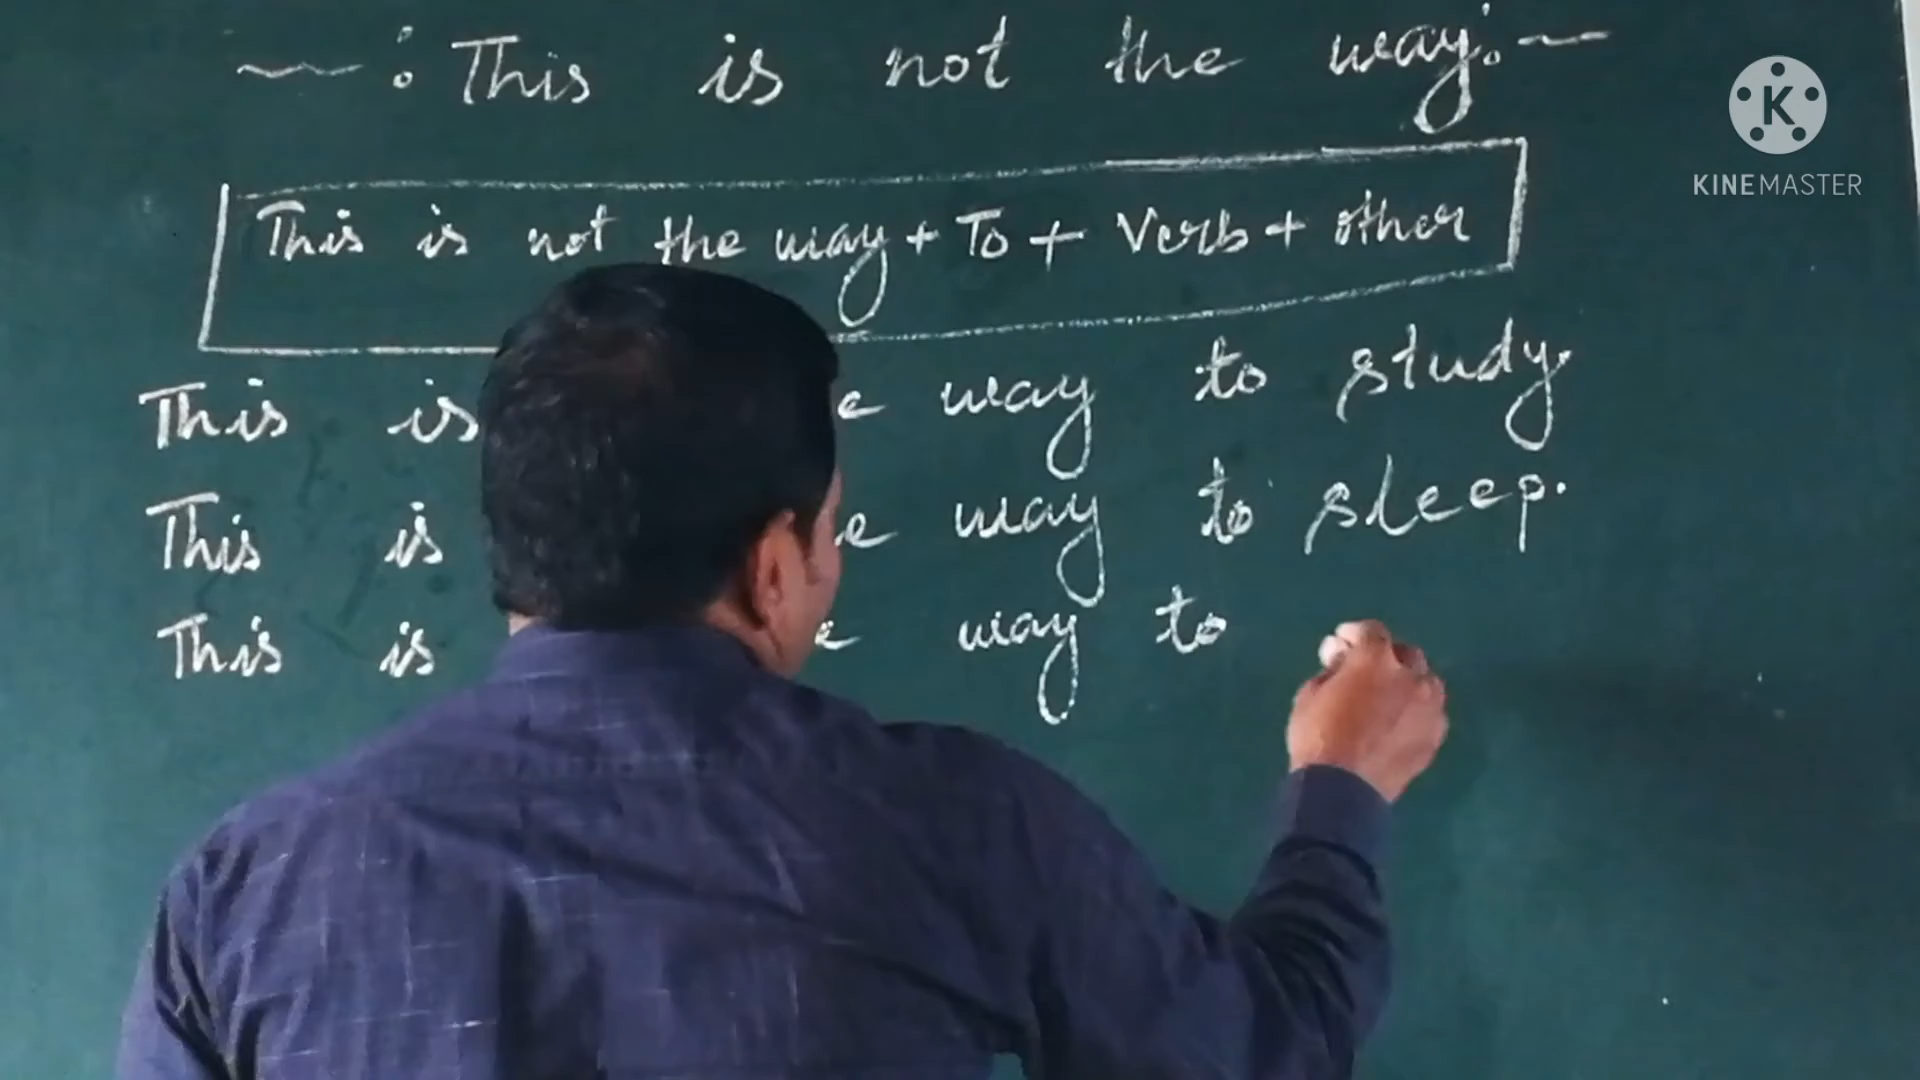 ~ : This is not the way : ~
This is not the way + To + Verb + other
This is way to study.
This is way to sleep.
This is way to
K
KINEMASTER